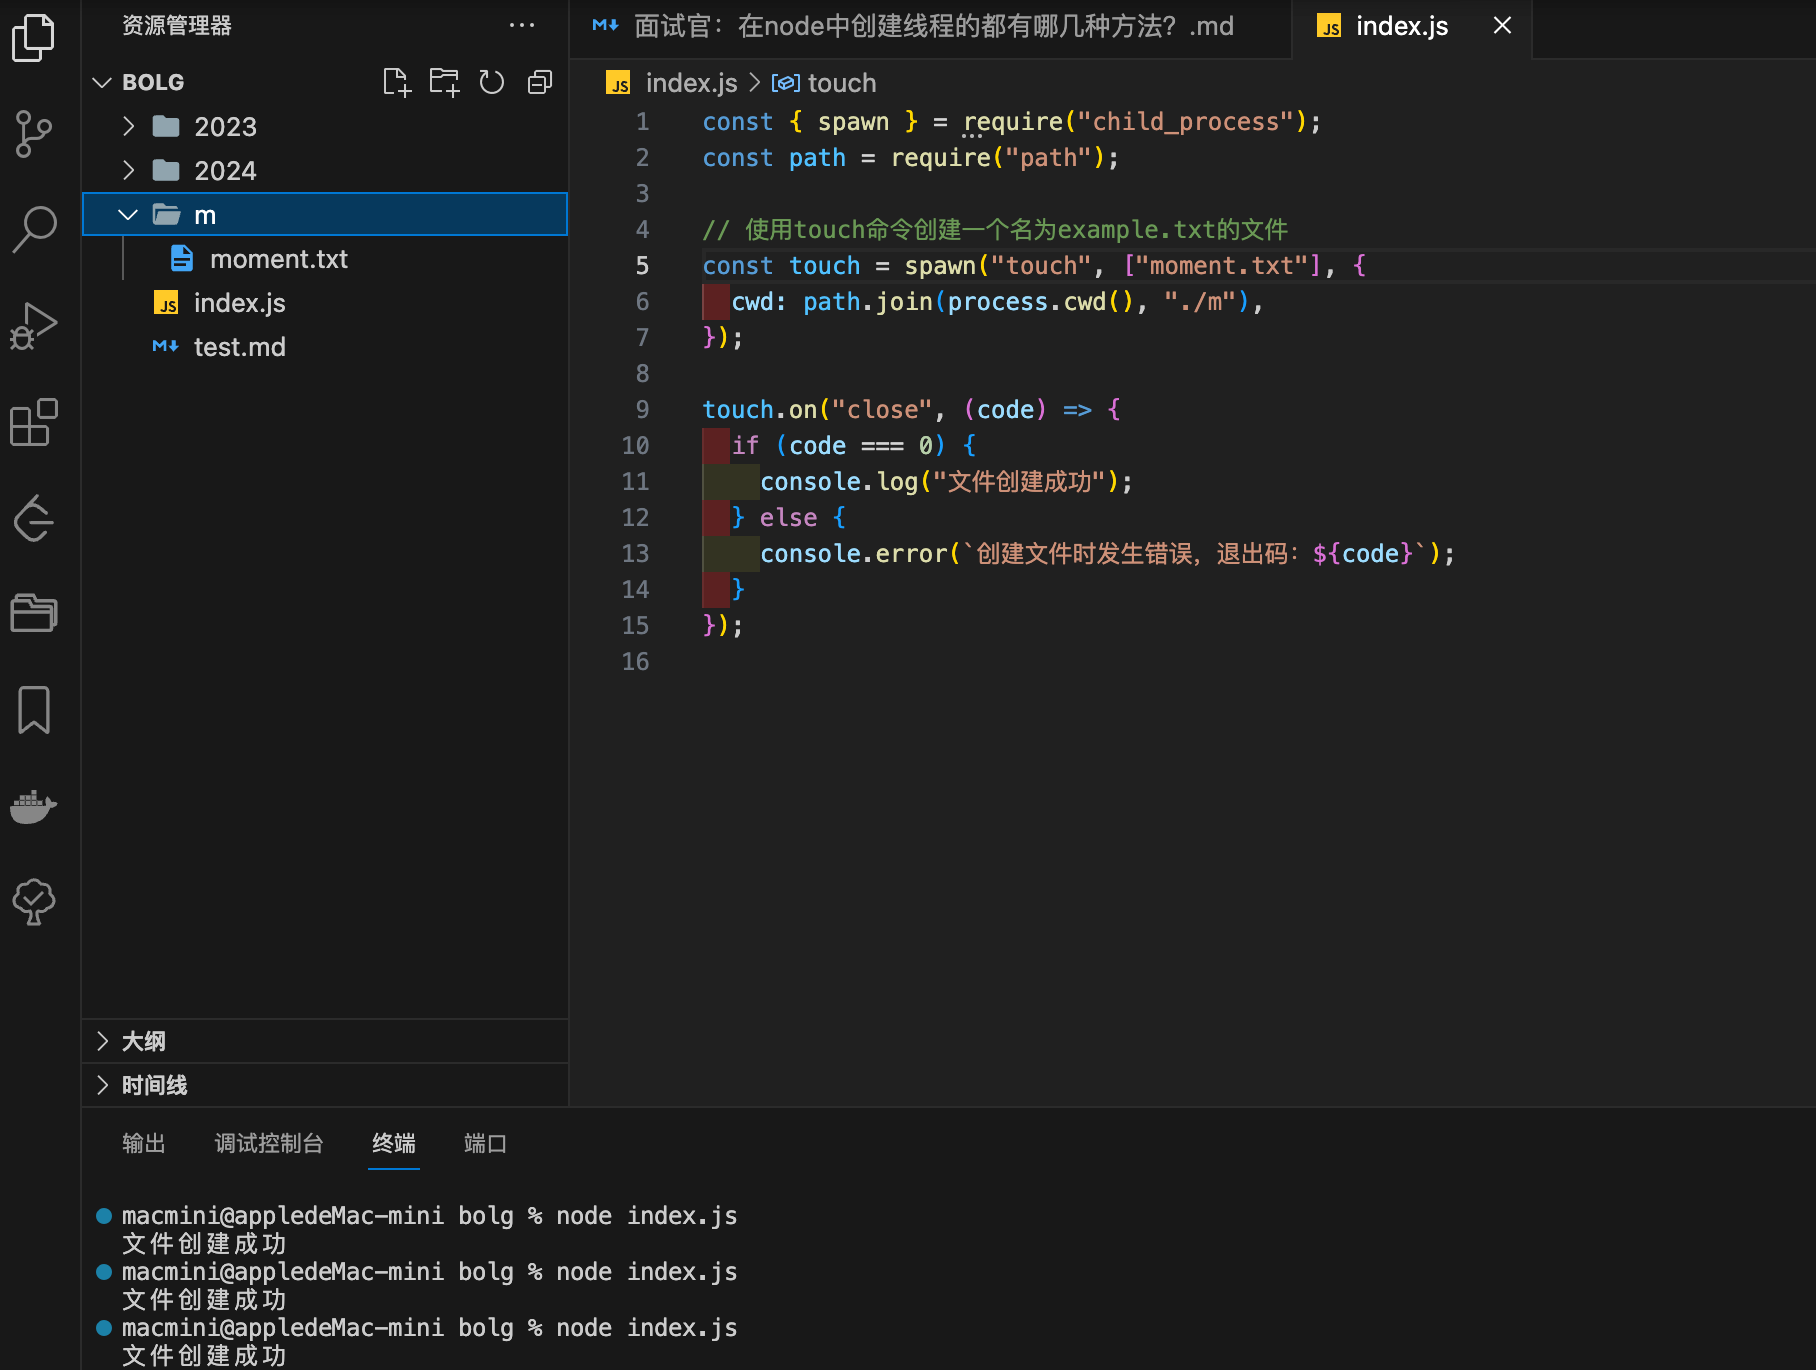 资源管理器
BOLG
2023
2024
m
moment.txt
index.js
test.md
大纲
时间线
面试官：在node中创建线程的都有哪几种方法？.md
index.js
index.js > touch
1 const { spawn } = require("child_process");
2 const path = require("path");
3
4 // 使用touch命令创建一个名为example.txt的文件
5 const touch = spawn("touch", ["moment.txt"], {
6   cwd: path.join(process.cwd(), "./m"),
7 });
8
9 touch.on("close", (code) => {
10   if (code === 0) {
11     console.log("文件创建成功");
12   } else {
13     console.error(`创建文件时发生错误，退出码：${code}`);
14   }
15 });
16
输出 调试控制台 终端 端口
macmini@appledeMac-mini bolg % node index.js
文件创建成功
macmini@appledeMac-mini bolg % node index.js
文件创建成功
macmini@appledeMac-mini bolg % node index.js
文件创建成功